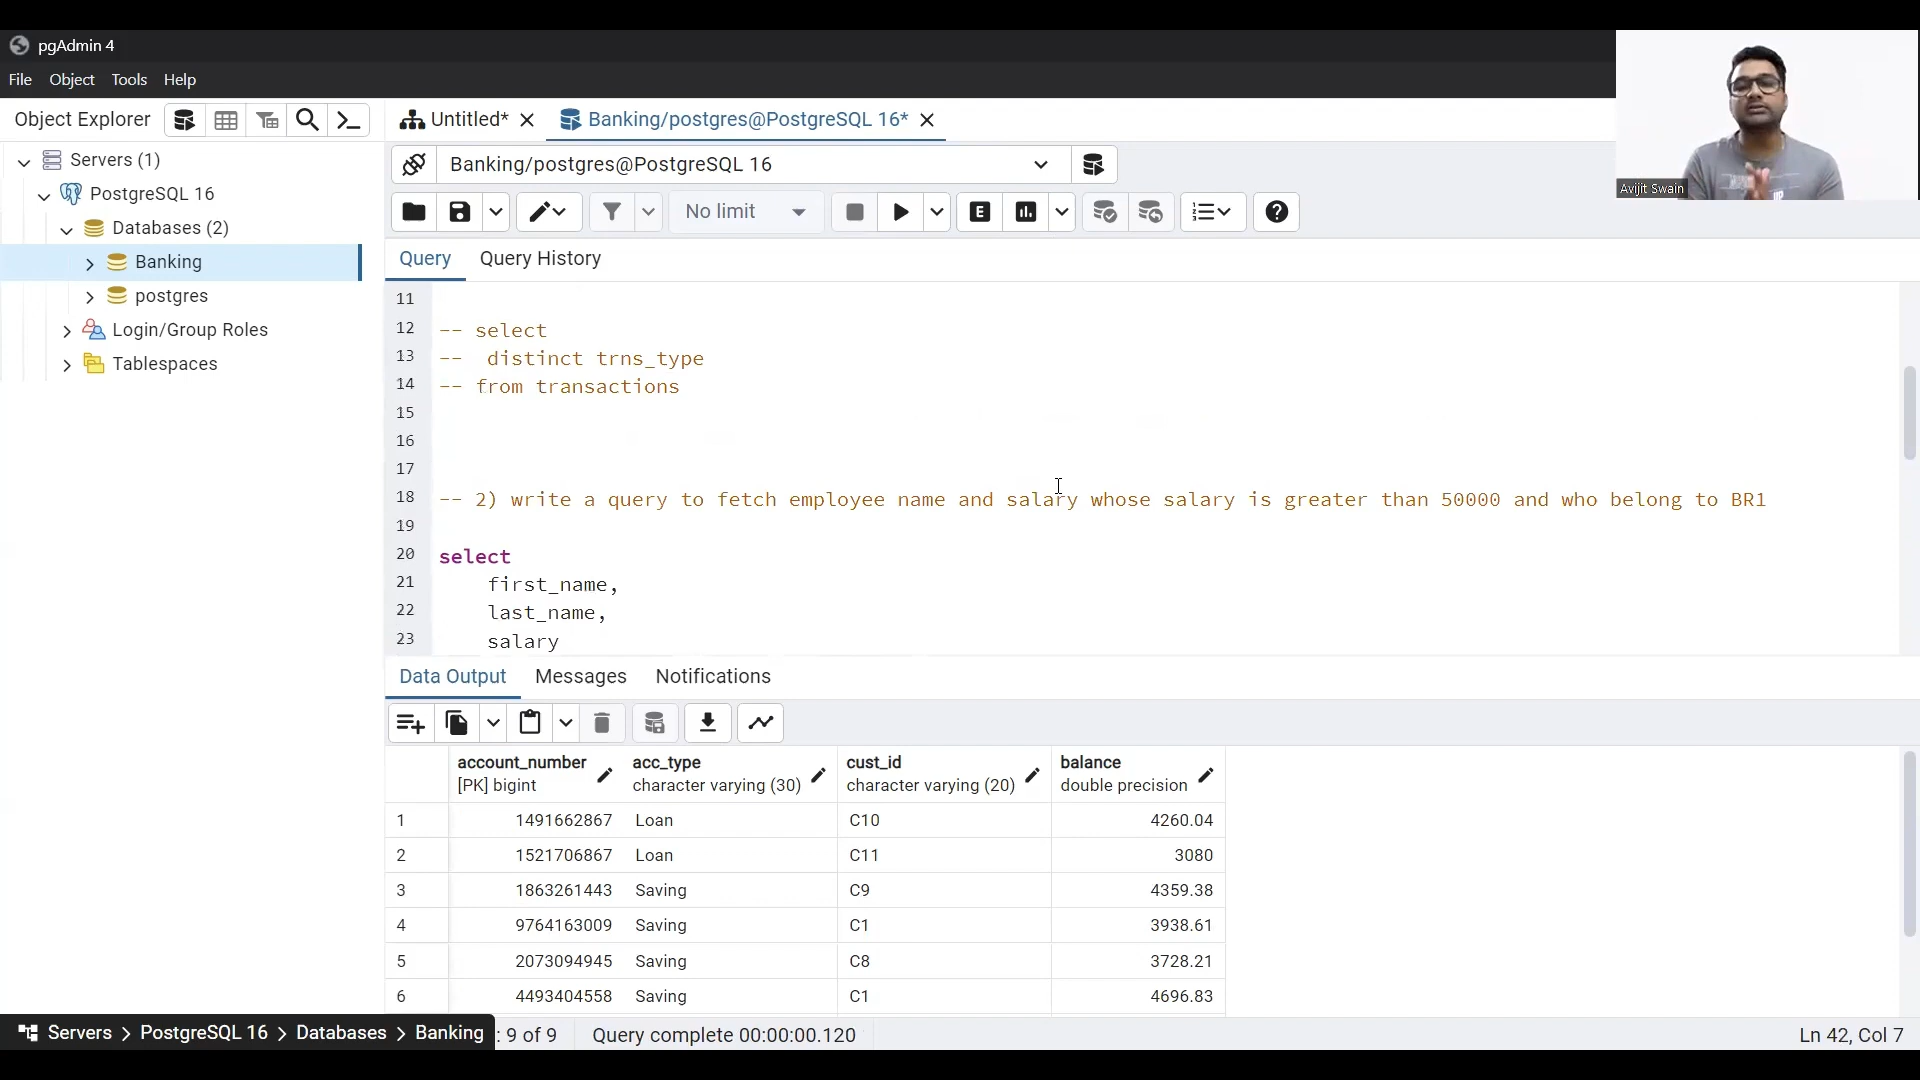 pgAdmin 4
File Object Tools Help
Object Explorer
Untitled*
Banking/postgres@PostgreSQL 16*
Servers (1)
PostgreSQL 16
Databases (2)
Banking
postgres
Login/Group Roles
Tablespaces
Banking/postgres@PostgreSQL 16
No limit
E
Query Query History
11
12 -- select
13 -- distinct trns_type
14 -- from transactions
15
16
17
18 -- 2) write a query to fetch employee name and salary whose salary is greater than 50000 and who belong to BR1
19
20 select
21 first_name,
22 last_name,
23 salary
Data Output Messages Notifications
account_number acc_type cust_id balance
[PK] bigint character varying (30) character varying (20) double precision
1 1491662867 Loan C10 4260.04
2 1521706867 Loan C11 3080
3 1863261443 Saving C9 4359.38
4 9764163009 Saving C1 3938.61
5 2073094945 Saving C8 3728.21
6 4493404558 Saving C1 4696.83
Servers > PostgreSQL 16 > Databases > Banking
: 9 of 9
Query complete 00:00:00.120
Ln 42, Col 7
Avijit Swain